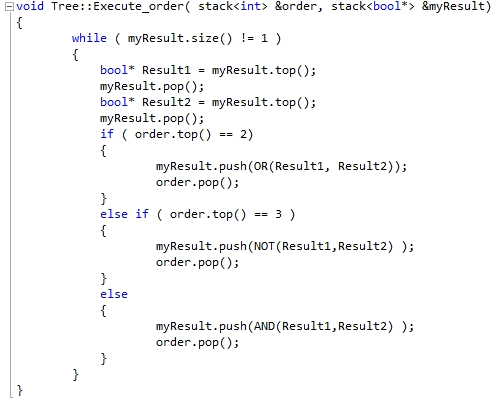 void Tree::Execute_order( stack<int> &order, stack<bool*> &myResult)
{
while ( myResult.size() != 1 )
{
bool* Result1 = myResult.top();
myResult.pop();
bool* Result2 = myResult.top();
myResult.pop();
if ( order.top() == 2)
{
myResult.push(OR(Result1, Result2));
order.pop();
}
else if ( order.top() == 3 )
{
myResult.push(NOT(Result1,Result2) );
order.pop();
}
else
{
myResult.push(AND(Result1,Result2) );
order.pop();
}
}
}